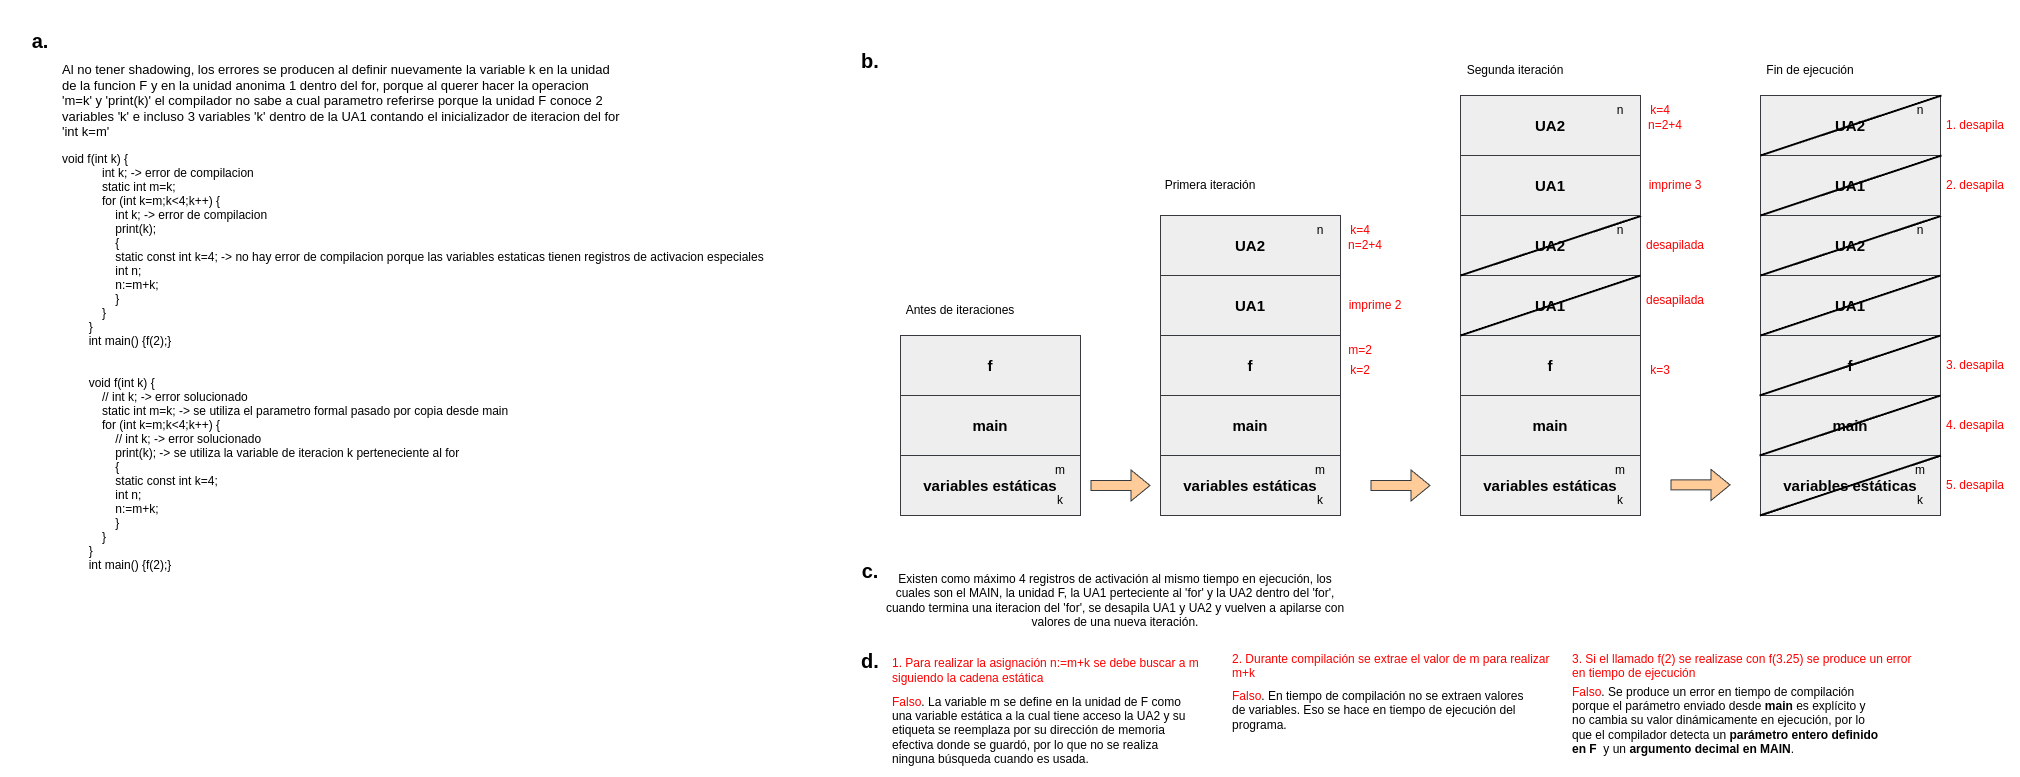 a.
Al no tener shadowing, los errores se producen al definir nuevamente la variable k en la unidad
de la funcion F y en la unidad anonima 1 dentro del for, porque al querer hacer la operacion
'm=k' y 'print(k)' el compilador no sabe a cual parametro referirse porque la unidad F conoce 2
variables 'k' e incluso 3 variables 'k' dentro de la UA1 contando el inicializador de iteracion del for
'int k=m'
void f(int k) {
int k; -> error de compilacion
static int m=k;
for (int k=m;k<4;k++) {
int k; -> error de compilacion
print(k);
{
static const int k=4; -> no hay error de compilacion porque las variables estaticas tienen registros de activacion especiales
int n;
n:=m+k;
}
}
}
int main() {f(2);}
void f(int k) {
// int k; -> error solucionado
static int m=k; -> se utiliza el parametro formal pasado por copia desde main
for (int k=m;k<4;k++) {
// int k; -> error solucionado
print(k); -> se utiliza la variable de iteracion k perteneciente al for
{
static const int k=4;
int n;
n:=m+k;
}
}
}
int main() {f(2);}
b.
Antes de iteraciones
f
main
m
variables estáticas
k
Primera iteración
n
UA2
k=4
n=2+4
UA1
imprime 2
f
m=2
k=2
main
m
variables estáticas
k
Segunda iteración
n
UA2
k=4
n=2+4
UA1
imprime 3
n
UA2
desapilada
UA1
desapilada
f
k=3
main
m
variables estáticas
k
Fin de ejecución
n
UA2
1. desapila
UA1
2. desapila
n
UA2
UA1
f
3. desapila
main
4. desapila
m
variables estáticas
k
5. desapila
c.
Existen como máximo 4 registros de activación al mismo tiempo en ejecución, los
cuales son el MAIN, la unidad F, la UA1 perteciente al 'for' y la UA2 dentro del 'for',
cuando termina una iteracion del 'for', se desapila UA1 y UA2 y vuelven a apilarse con
valores de una nueva iteración.
d.
1. Para realizar la asignación n:=m+k se debe buscar a m
siguiendo la cadena estática
Falso. La variable m se define en la unidad de F como
una variable estática a la cual tiene acceso la UA2 y su
etiqueta se reemplaza por su dirección de memoria
efectiva donde se guardó, por lo que no se realiza
ninguna búsqueda cuando es usada.
2. Durante compilación se extrae el valor de m para realizar
m+k
Falso. En tiempo de compilación no se extraen valores
de variables. Eso se hace en tiempo de ejecución del
programa.
3. Si el llamado f(2) se realizase con f(3.25) se produce un error
en tiempo de ejecución
Falso. Se produce un error en tiempo de compilación
porque el parámetro enviado desde main es explícito y
no cambia su valor dinámicamente en ejecución, por lo
que el compilador detecta un parámetro entero definido
en F y un argumento decimal en MAIN.